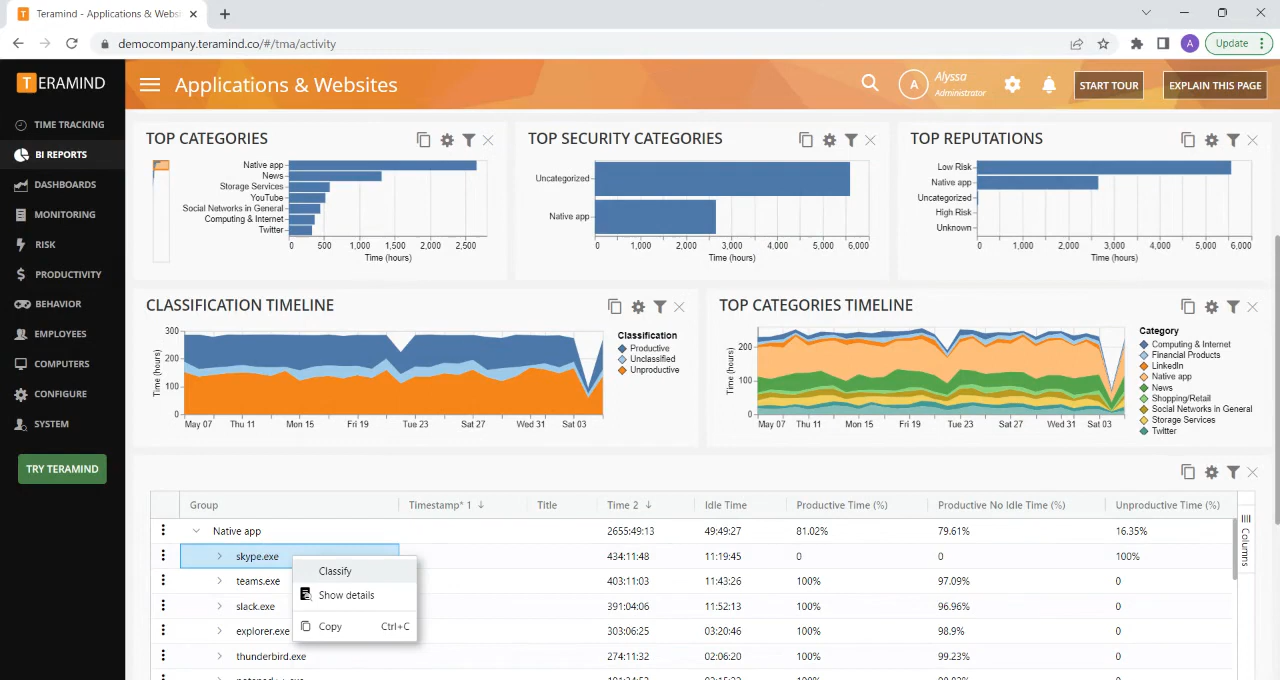 Teramind - Applications & Webs
democompany.teramind.co/#/tma/activity
A
Update
TERAMIND
Applications & Websites
A
Alyssa
Administrator
START TOUR
EXPLAIN THIS PAGE
TIME TRACKING
BI REPORTS
DASHBOARDS
MONITORING
RISK
PRODUCTIVITY
BEHAVIOR
EMPLOYEES
COMPUTERS
CONFIGURE
SYSTEM
TRY TERAMIND
TOP CATEGORIES
Native app
News
Storage Services
YouTube
Social Networks in General
Computing & Internet
Twitter
0 500 1,000 1,500 2,000 2,500
Time (hours)
TOP SECURITY CATEGORIES
Uncategorized
Native app
0 1,000 2,000 3,000 4,000 5,000 6,000
Time (hours)
TOP REPUTATIONS
Low Risk
Native app
Uncategorized
High Risk
Unknown
0 1,000 2,000 3,000 4,000 5,000 6,000
Time (hours)
CLASSIFICATION TIMELINE
Time (hours)
300
200
100
0
May 07 Thu 11 Mon 15 Fri 19 Tue 23 Sat 27 Wed 31 Sat 03
Classification
Productive
Unclassified
Unproductive
TOP CATEGORIES TIMELINE
Time (hours)
200
100
0
May 07 Thu 11 Mon 15 Fri 19 Tue 23 Sat 27 Wed 31 Sat 03
Category
Computing & Internet
Financial Products
LinkedIn
Native app
News
Shopping/Retail
Social Networks in General
Storage Services
Twitter
Group Timestamp* 1 Title Time 2 Idle Time Productive Time (%) Productive No Idle Time (%) Unproductive Time (%)
Columns
Native app 2655:49:13 49:49:27 81.02% 79.61% 16.35%
skype.exe 434:11:48 11:19:45 0 0 100%
teams.exe 403:11:03 11:43:26 100% 97.09% 0
slack.exe 391:04:06 11:52:13 100% 96.96% 0
explorer.exe 303:06:25 03:20:46 100% 98.9% 0
thunderbird.exe 274:11:32 02:06:20 100% 99.23% 0
Classify
Show details
Copy Ctrl+C